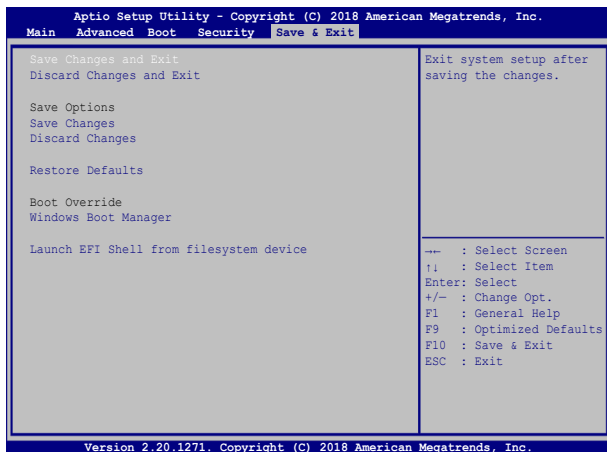 Aptio Setup Utility - Copyright (C) 2018 American Megatrends, Inc.
Main Advanced Boot Security Save & Exit
Save Changes and Exit
Discard Changes and Exit
Save Options
Save Changes
Discard Changes
Restore Defaults
Boot Override
Windows Boot Manager
Launch EFI Shell from filesystem device
Exit system setup after
saving the changes.
→← : Select Screen
↑↓ : Select Item
Enter: Select
+/— : Change Opt.
F1 : General Help
F9 : Optimized Defaults
F10 : Save & Exit
ESC : Exit
Version 2.20.1271. Copyright (C) 2018 American Megatrends, Inc.